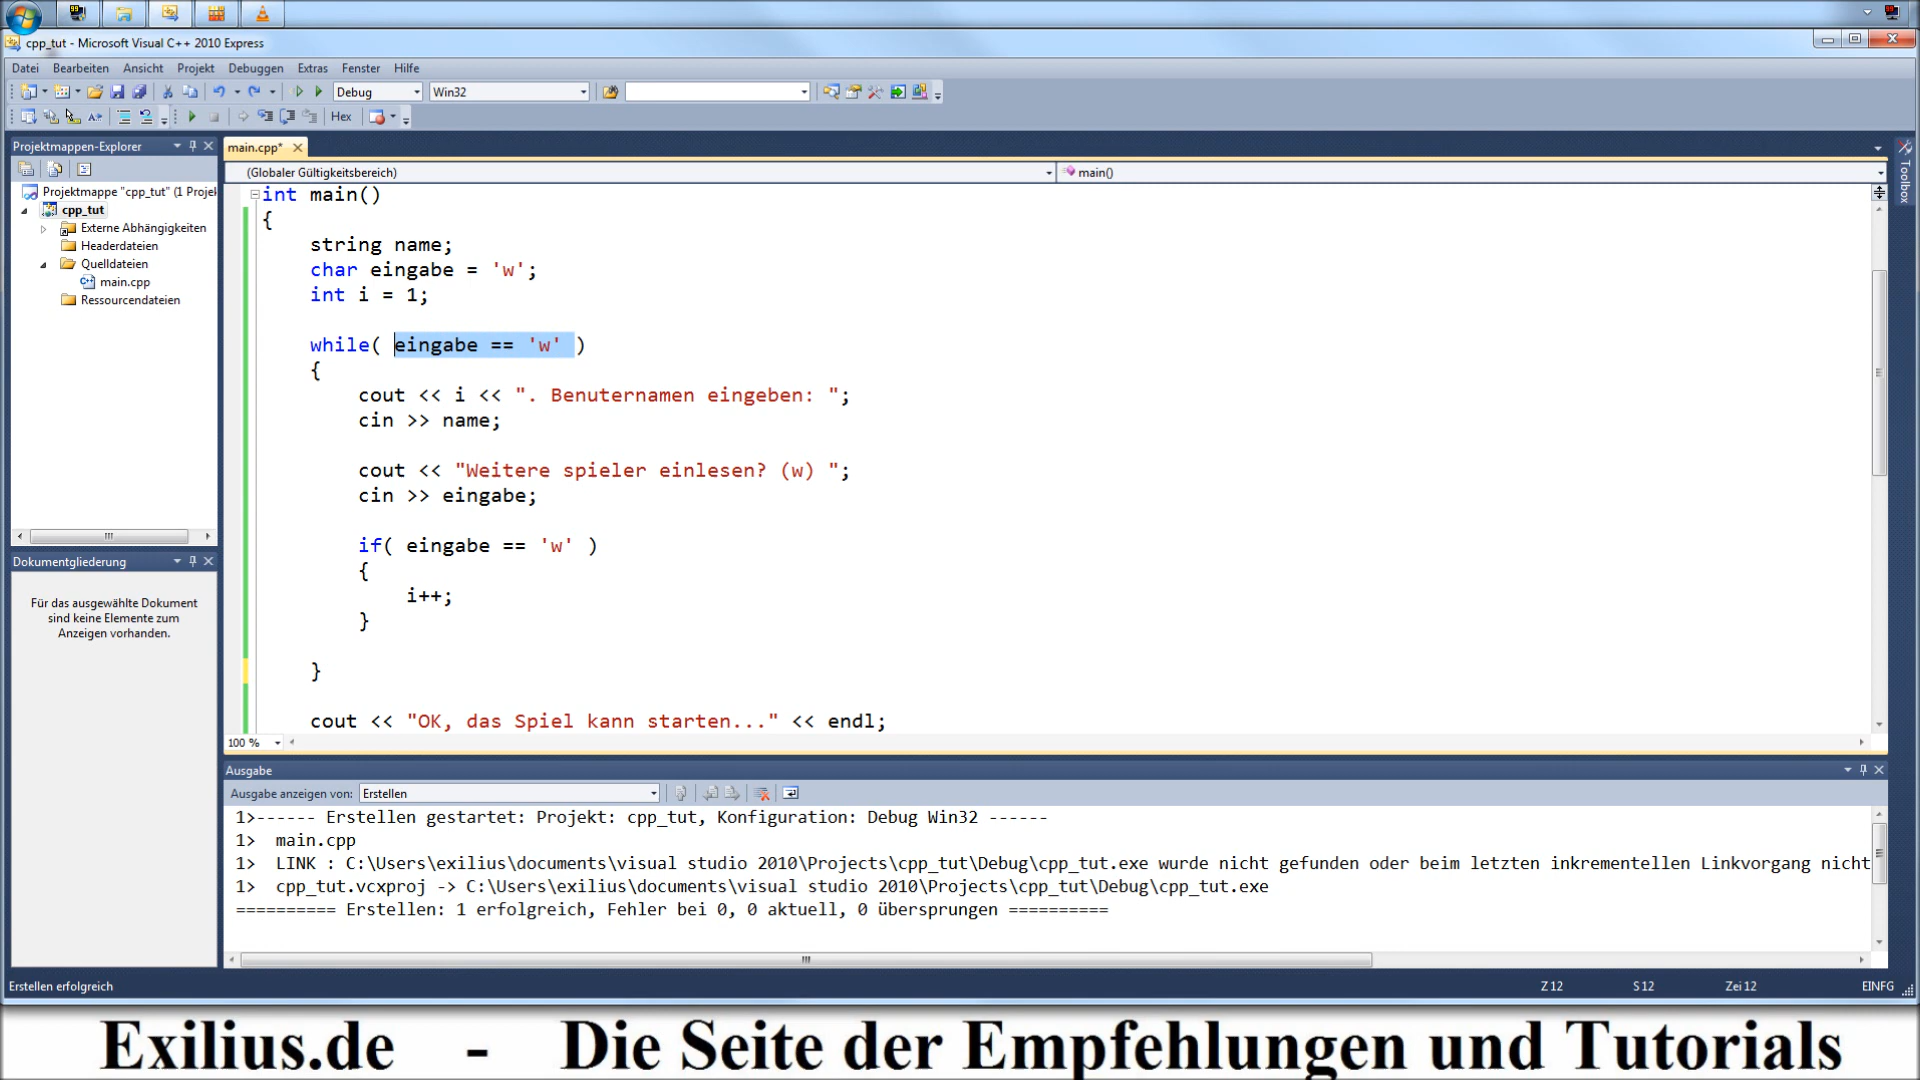 cpp_tut - Microsoft Visual C++ 2010 Express
Datei Bearbeiten Ansicht Projekt Debuggen Extras Fenster Hilfe
Debug Win32
Hex
Projektmappen-Explorer
main.cpp*
(Globaler Gültigkeitsbereich) main()
Toolbox
Projektmappe "cpp_tut" (1 Projek
cpp_tut
Externe Abhängigkeiten
Headerdateien
Quelldateien
main.cpp
Ressourcendateien
int main()
{
string name;
char eingabe = 'w';
int i = 1;
while( eingabe == 'w' )
{
cout << i << ". Benuternamen eingeben: ";
cin >> name;
cout << "Weitere spieler einlesen? (w) ";
cin >> eingabe;
if( eingabe == 'w' )
{
i++;
}
}
cout << "OK, das Spiel kann starten..." << endl;
100 %
Dokumentgliederung
Für das ausgewählte Dokument
sind keine Elemente zum
Anzeigen vorhanden.
Ausgabe
Ausgabe anzeigen von: Erstellen
1>------ Erstellen gestartet: Projekt: cpp_tut, Konfiguration: Debug Win32 ------
1> main.cpp
1> LINK : C:\Users\exilius\documents\visual studio 2010\Projects\cpp_tut\Debug\cpp_tut.exe wurde nicht gefunden oder beim letzten inkrementellen Linkvorgang nicht
1> cpp_tut.vcxproj -> C:\Users\exilius\documents\visual studio 2010\Projects\cpp_tut\Debug\cpp_tut.exe
========== Erstellen: 1 erfolgreich, Fehler bei 0, 0 aktuell, 0 übersprungen ==========
Erstellen erfolgreich Z 12 S 12 Zei 12 EINFG
Exilius.de - Die Seite der Empfehlungen und Tutorials